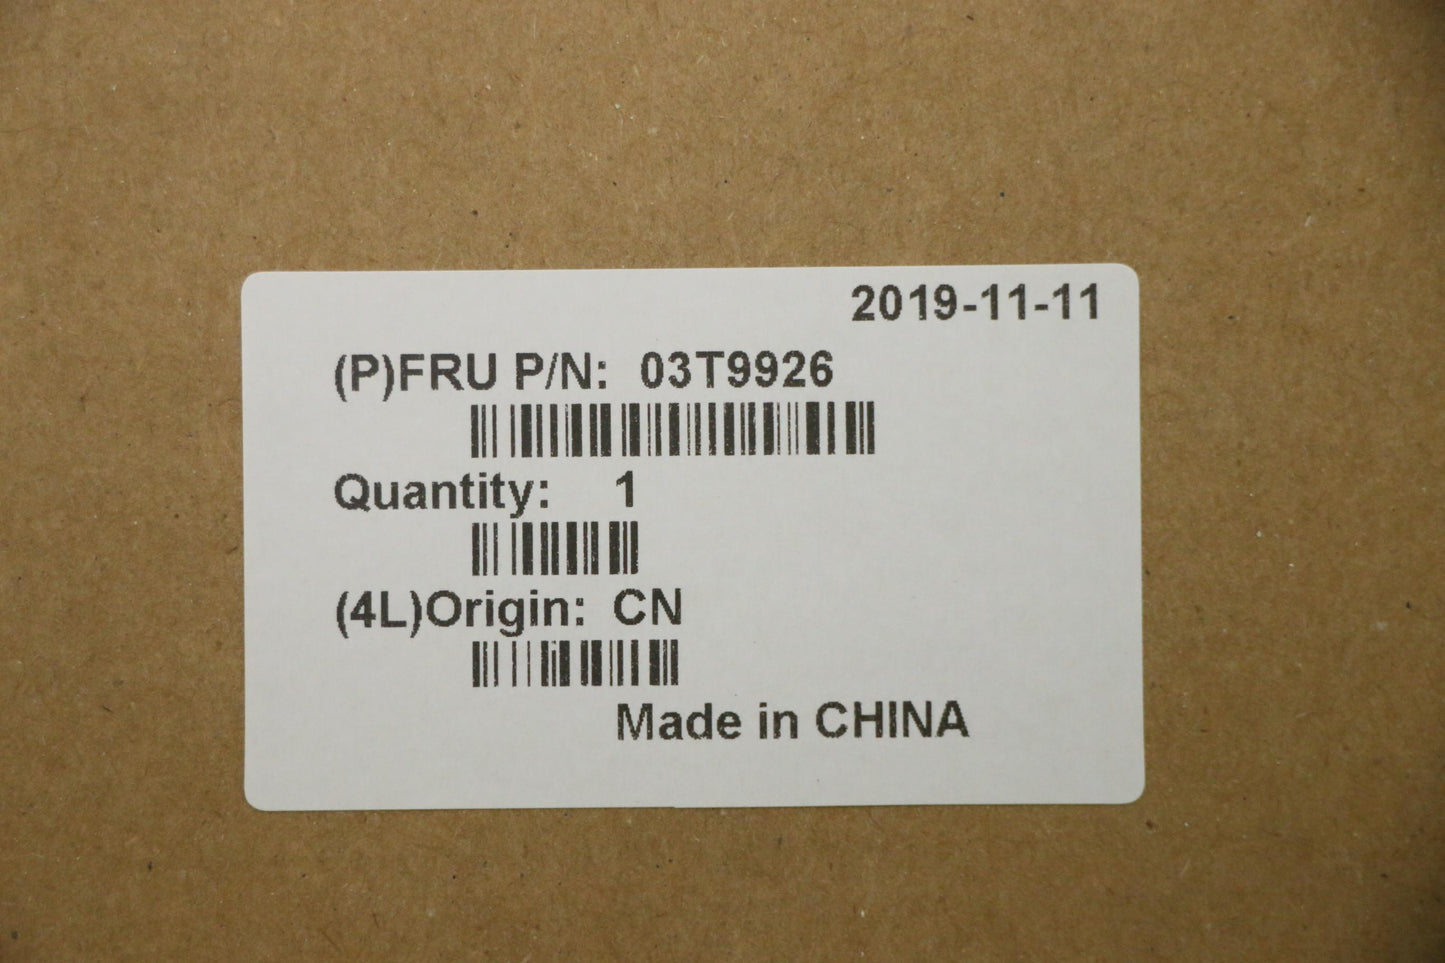 2019-11-11
(P)FRU P/N: 03T9926
Quantity: 1
(4L)Origin: CN
Made in CHINA